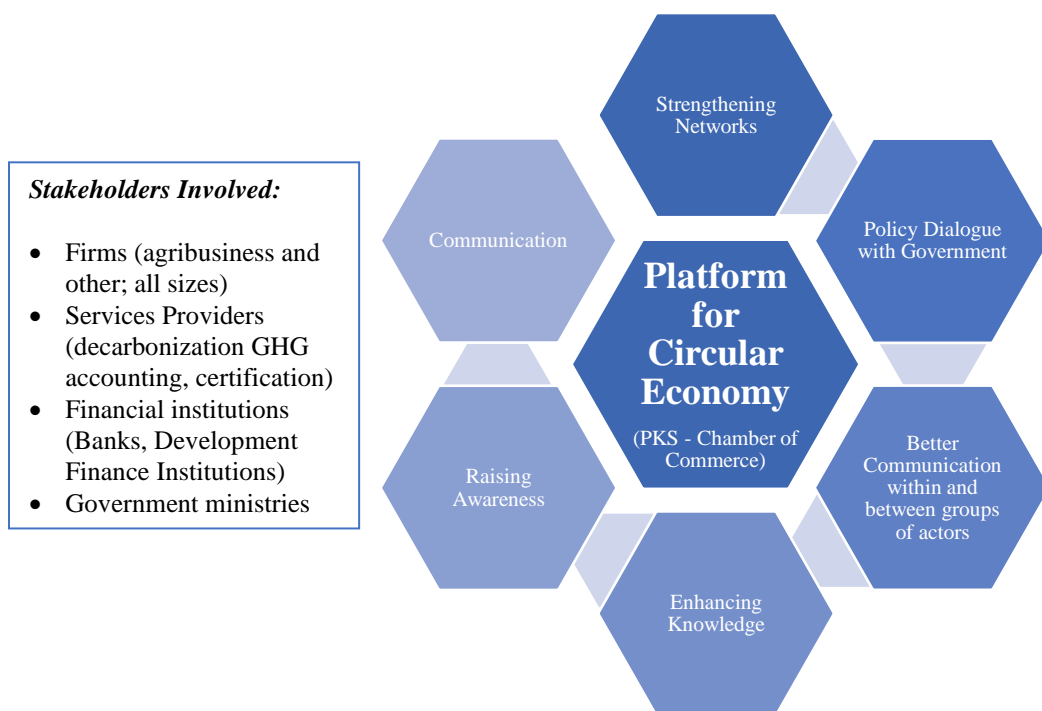 Stakeholders Involved:
• Firms (agribusiness and
other; all sizes)
• Services Providers
(decarbonization GHG
accounting, certification)
• Financial institutions
(Banks, Development
Finance Institutions)
• Government ministries
Strengthening
Networks
Policy Dialogue
with Government
Better
Communication
within and
between groups
of actors
Enhancing
Knowledge
Raising
Awareness
Communication
Platform
for
Circular
Economy
(PKS - Chamber of
Commerce)